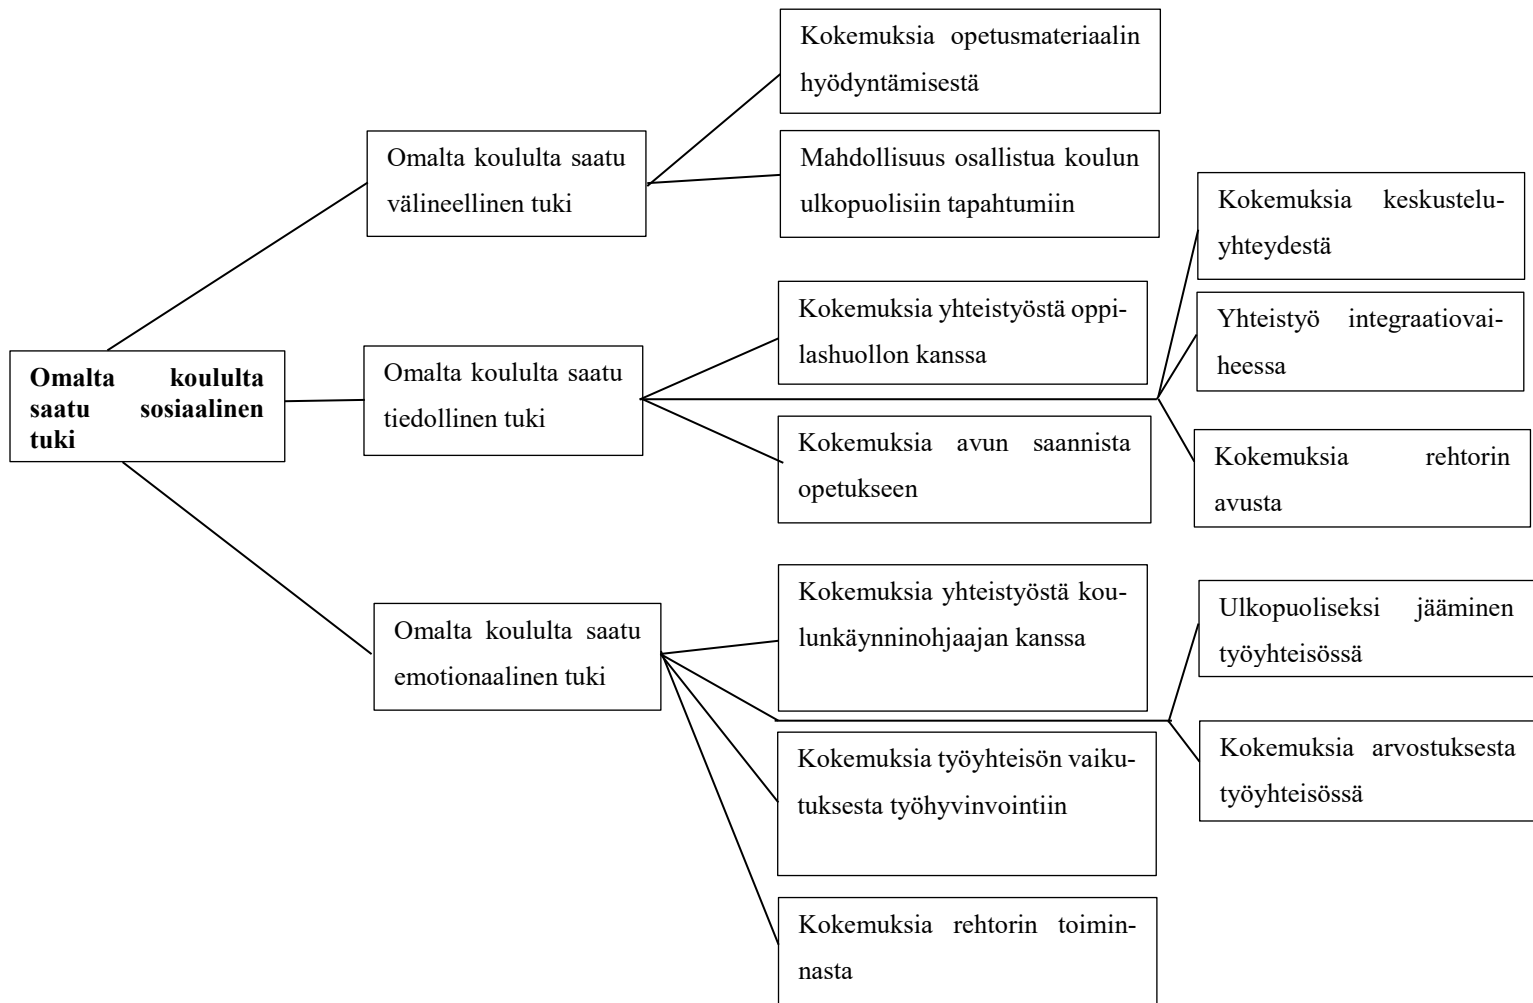 Kokemuksia opetusmateriaalin
hyödyntämisestä
Omalta koululta saatu
välineellinen tuki
Mahdollisuus osallistua koulun
ulkopuolisiin tapahtumiin
Kokemuksia keskustelu-
yhteydestä
Kokemuksia yhteistyöstä oppi-
lashuollon kanssa
Yhteistyö integraatiovai-
heessa
Omalta koululta
saatu sosiaalinen
tuki
Omalta koululta saatu
tiedollinen tuki
Kokemuksia avun saannista
opetukseen
Kokemuksia rehtorin
avusta
Kokemuksia yhteistyöstä kou-
lunkäynninohjaajan kanssa
Omalta koululta saatu
emotionaalinen tuki
Ulkopuoliseksi jääminen
työyhteisössä
Kokemuksia työyhteisön vaiku-
tuksesta työhyvinvointiin
Kokemuksia arvostuksesta
työyhteisössä
Kokemuksia rehtorin toimin-
nasta